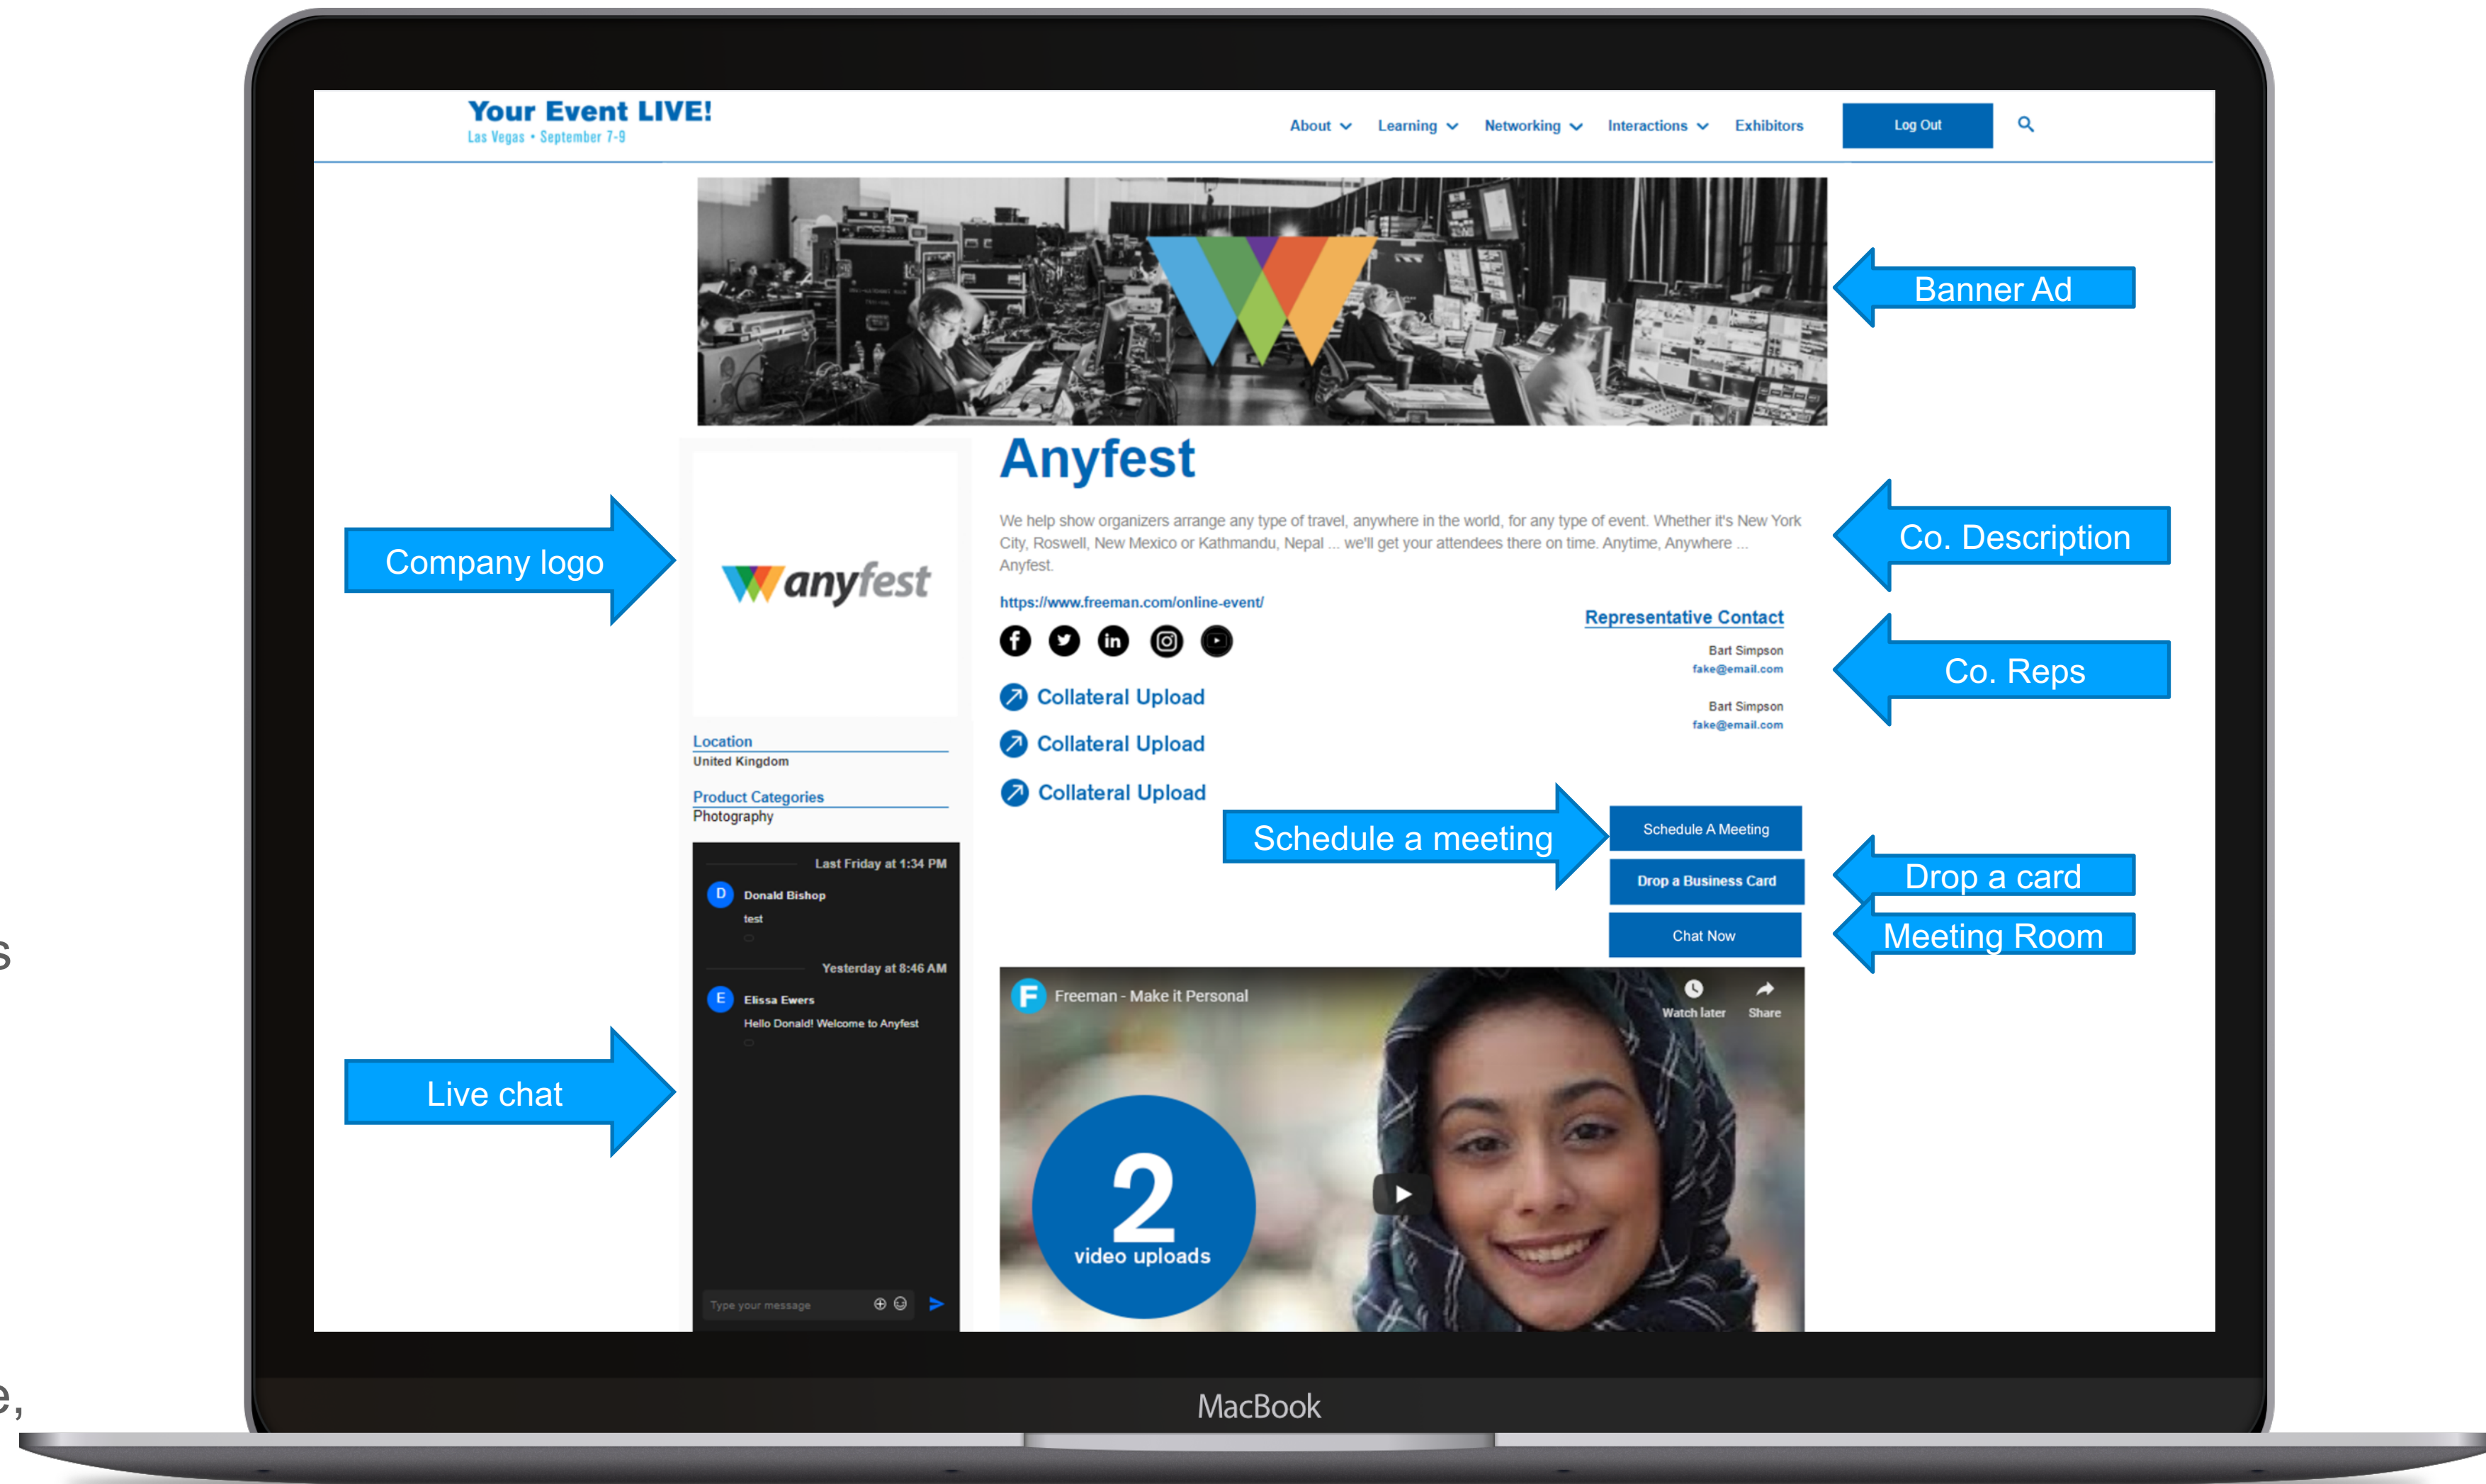 Your Event LIVE!
Las Vegas • September 7-9
About Learning Networking Interactions Exhibitors Log Out
Banner Ad
Anyfest
We help show organizers arrange any type of travel, anywhere in the world, for any type of event. Whether it's New York
City, Roswell, New Mexico or Kathmandu, Nepal ... we'll get your attendees there on time. Anytime, Anywhere ...
Anyfest.
Co. Description
Company logo
anyfest
https://www.freeman.com/online-event/
Representative Contact
Bart Simpson
fake@email.com
Bart Simpson
fake@email.com
Co. Reps
Collateral Upload
Collateral Upload
Collateral Upload
Location
United Kingdom
Product Categories
Photography
Schedule a meeting
Schedule A Meeting
Drop a Business Card
Drop a card
Chat Now
Meeting Room
Last Friday at 1:34 PM
D Donald Bishop
test
Yesterday at 8:46 AM
E Elissa Ewers
Hello Donald! Welcome to Anyfest
Live chat
Type your message
F Freeman - Make it Personal
Watch later Share
2
video uploads
s
e,
MacBook